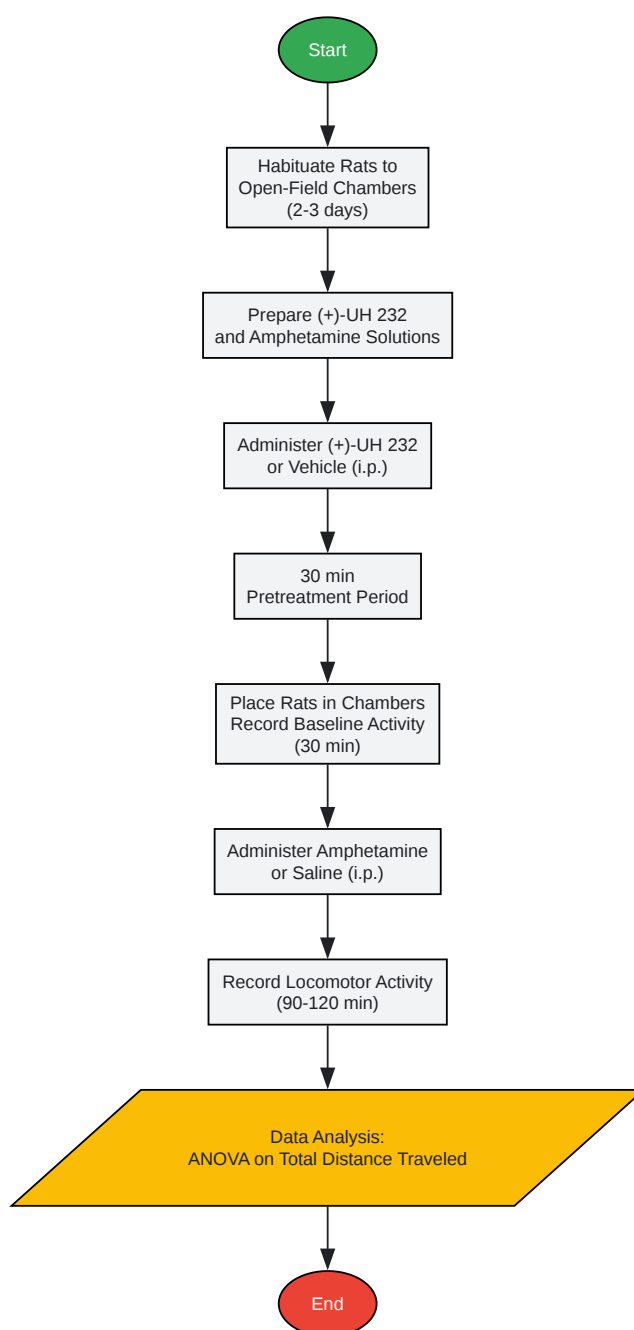 Start
Habituate Rats to
Open-Field Chambers
(2-3 days)
Prepare (+)-UH 232
and Amphetamine Solutions
Administer (+)-UH 232
or Vehicle (i.p.)
30 min
Pretreatment Period
Place Rats in Chambers
Record Baseline Activity
(30 min)
Administer Amphetamine
or Saline (i.p.)
Record Locomotor Activity
(90-120 min)
Data Analysis:
ANOVA on Total Distance Traveled
End